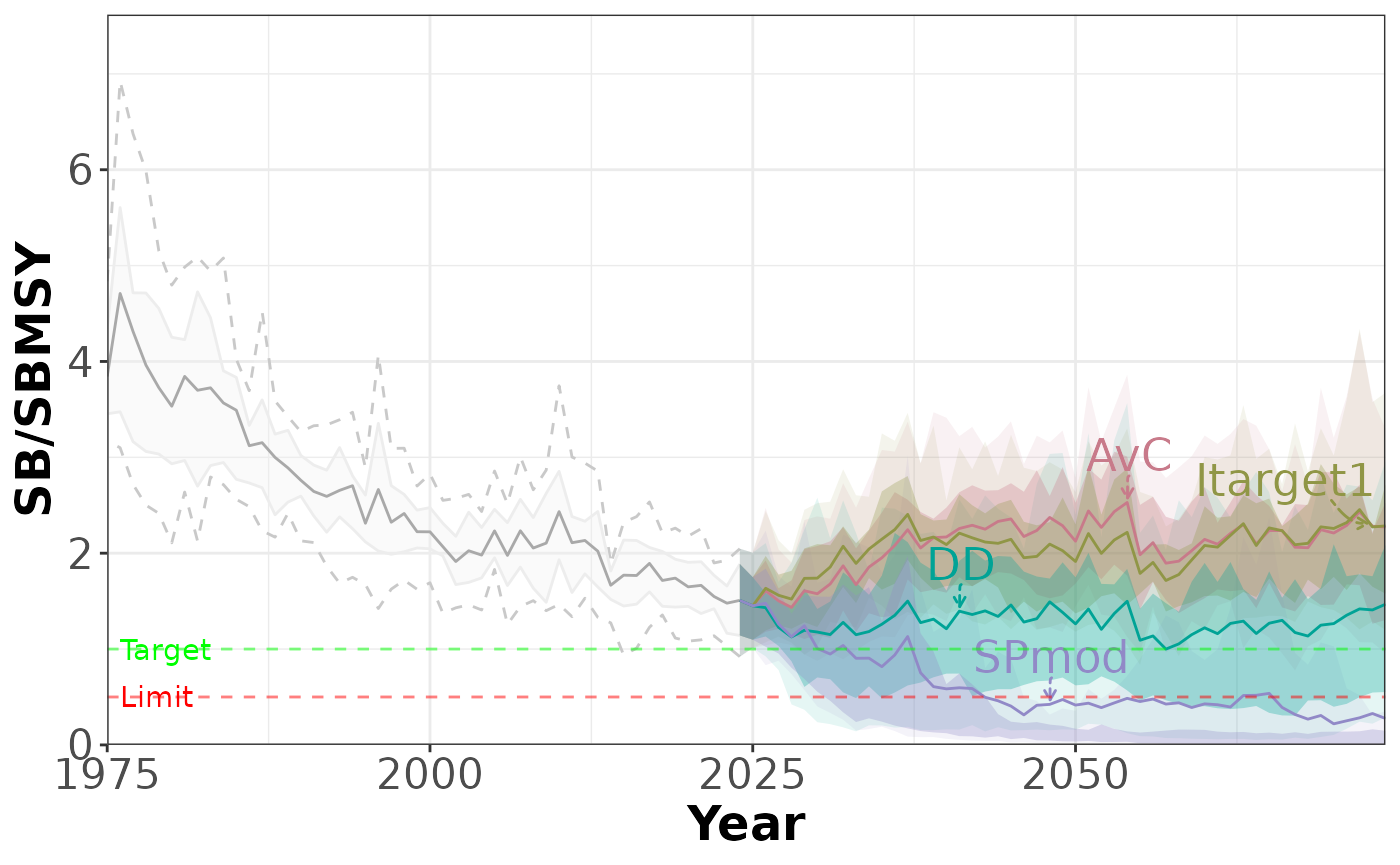 SB/SBMSY
6
4
2
0
AvC
Itarget1
DD
SPmod
Target
Limit
1975 2000 2025 2050
Year